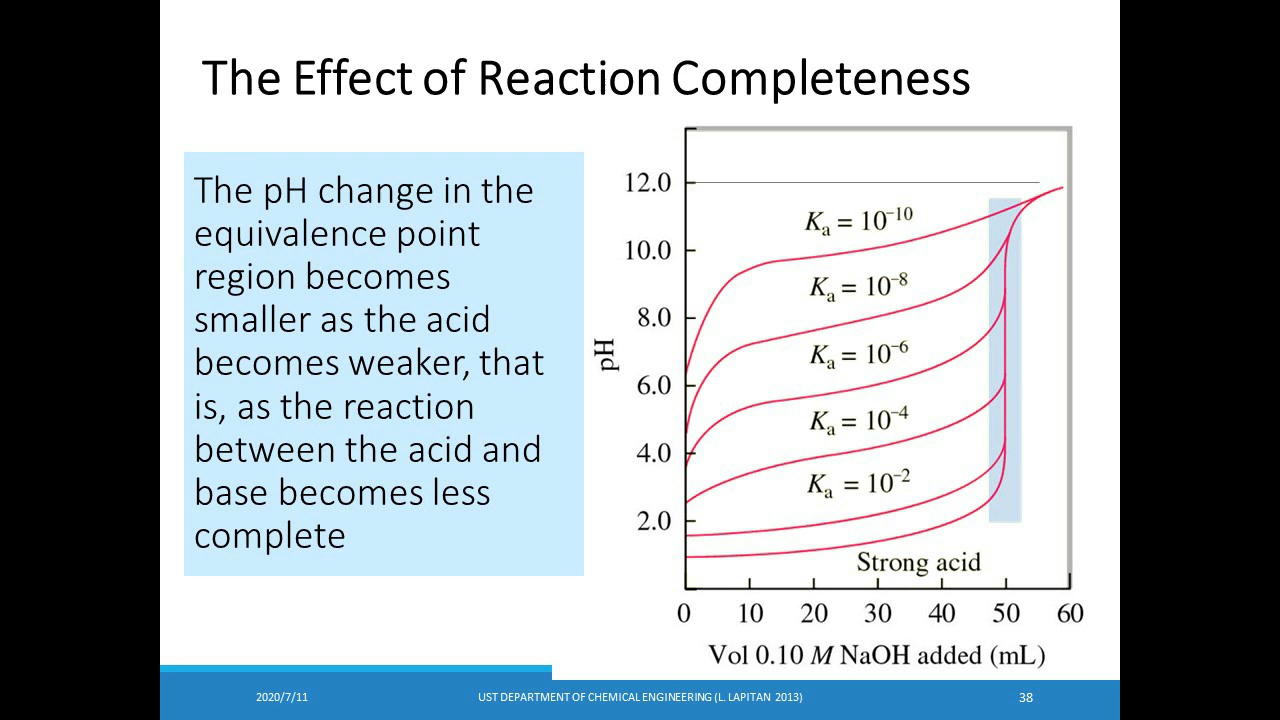 The Effect of Reaction Completeness
The pH change in the
equivalence point
region becomes
smaller as the acid
becomes weaker, that
is, as the reaction
between the acid and
base becomes less
complete
12.0
10.0
8.0
6.0
4.0
2.0
pH
Kₐ = 10⁻¹⁰
Kₐ = 10⁻⁸
Kₐ = 10⁻⁶
Kₐ = 10⁻⁴
Kₐ = 10⁻²
Strong acid
0 10 20 30 40 50 60
Vol 0.10 M NaOH added (mL)
2020/7/11 UST DEPARTMENT OF CHEMICAL ENGINEERING (L. LAPITAN 2013) 38